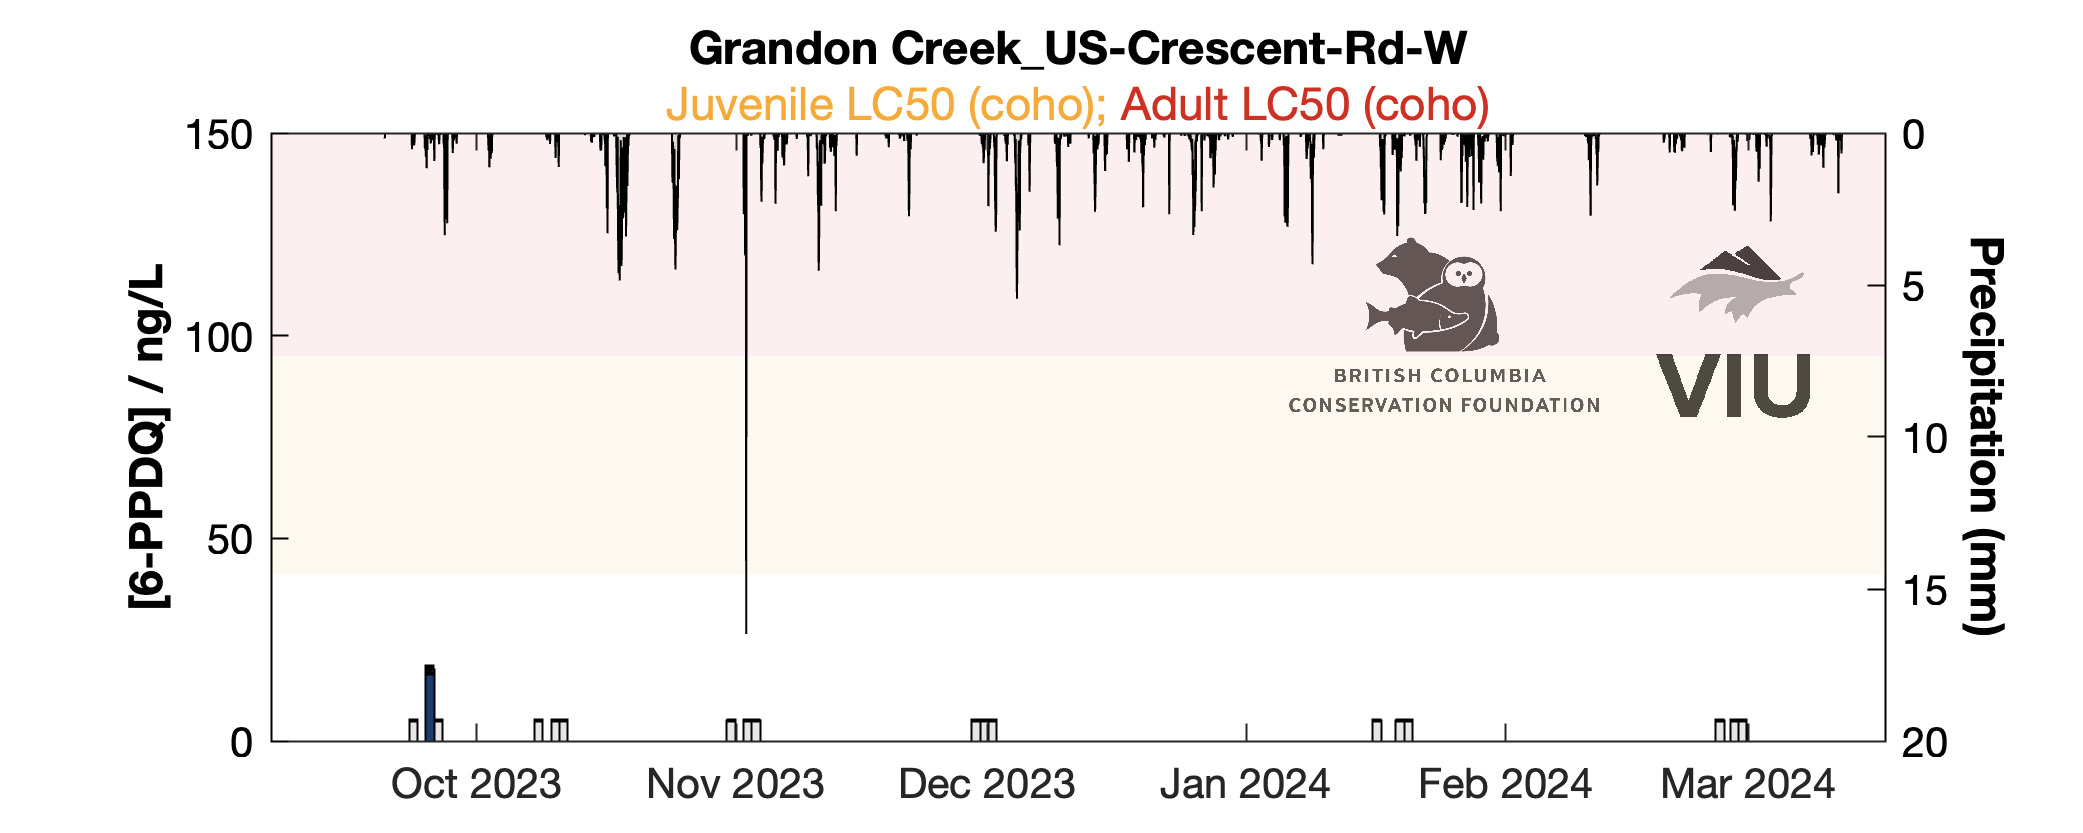 Grandon Creek_US-Crescent-Rd-W
Juvenile LC50 (coho); Adult LC50 (coho)
[6-PPDQ] / ng/L
150
100
50
0
0
5
10
15
20
Precipitation (mm)
BRITISH COLUMBIA
CONSERVATION FOUNDATION
VIU
Oct 2023
Nov 2023
Dec 2023
Jan 2024
Feb 2024
Mar 2024